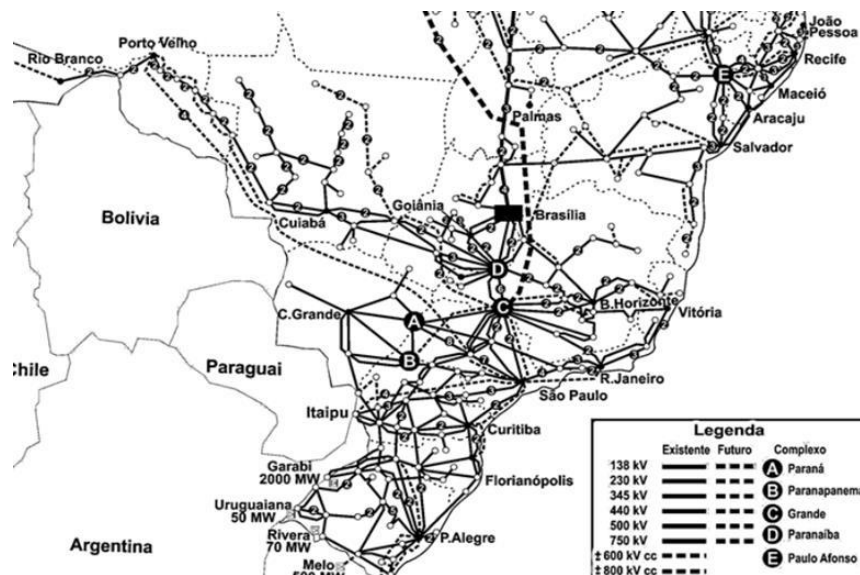 João
Pessoa
Porto Velho
Rio Branco
Recife
E
Maceió
Palmas
Aracaju
Salvador
Bolívia
Goiânia
Brasília
Cuiabá
D
C.Grande
A
C
B.Horizonte
Vitória
B
Chile
Paraguai
R.Janeiro
São Paulo
Itaipu
Curitiba
Garabi
2000 MW
Florianópolis
Uruguaiana
50 MW
Rivera
70 MW
P.Alegre
Argentina
Melo
Legenda
Existente Futuro Complexo
138 kV A Paraná
230 kV
345 kV B Paranapanema
440 kV C Grande
500 kV D Paranaíba
750 kV
±600 kV cc E Paulo Afonso
±800 kV cc